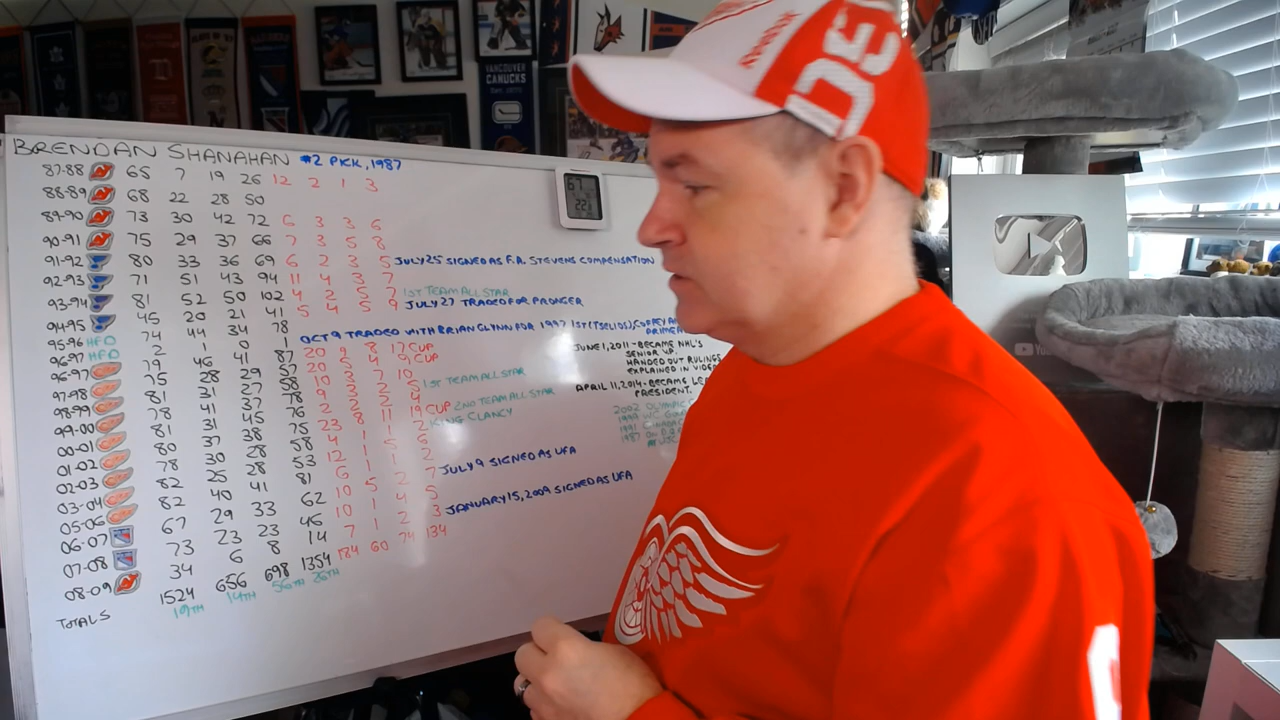 BRENDAN SHANAHAN #2 PICK, 1987
87-88 65 7 19 26 12 2 1 3
88-89 68 22 28 50
89-90 73 30 42 72 6 3 3 6
90-91 75 29 37 66 7 3 5 8
91-92 80 33 36 69 6 2 3 5 JULY 25 SIGNED AS F.A. STEVENS COMPENSATION
92-93 71 51 43 94 11 4 3 7
93-94 81 52 50 102 4 2 5 7 1ST TEAM ALL STAR
94-95 45 20 21 41 5 4 5 9 JULY 27 TRADED FOR PRONGER
95-96 HFD 74 44 34 78
96-97 HFD 2 1 0 1 OCT 9 TRADED WITH BRIAN GLYNN FOR 1997 1ST
96-97 79 46 41 87 20 9 8 17 CUP
97-98 75 28 29 57 20 5 4 9 CUP
98-99 81 31 27 58 10 3 7 10
99-00 78 41 37 78 1ST TEAM ALL STAR
00-01 81 31 45 76 2 2 2 4
01-02 80 37 38 75 23 8 11 19 CUP 2ND TEAM ALL STAR
02-03 78 30 28 58 4 1 1 2 KING CLANCY
03-04 82 25 28 53 12 1 5 6
05-06 82 40 41 81 6 1 1 2
06-07 67 29 33 62 10 5 2 7 JULY 9 SIGNED AS UFA
07-08 73 23 23 46 10 1 4 5
08-09 34 6 8 14 7 1 2 3 JANUARY 15, 2009 SIGNED AS UFA
TOTALS 1524 656 698 1354 184 60 74 134
19TH 14TH 56TH 26TH
JUNE 1, 2011 - BECAME NHL'S
SENIOR V.P.
HANDED OUT RULINGS
EXPLAINED IN VIDEO
APRIL 11, 2014 - BECAME
PRESIDENT.
2002 OLYMPIC
1994 WC GOLD
1991 CANADA
1987
VANCOUVER
CANUCKS